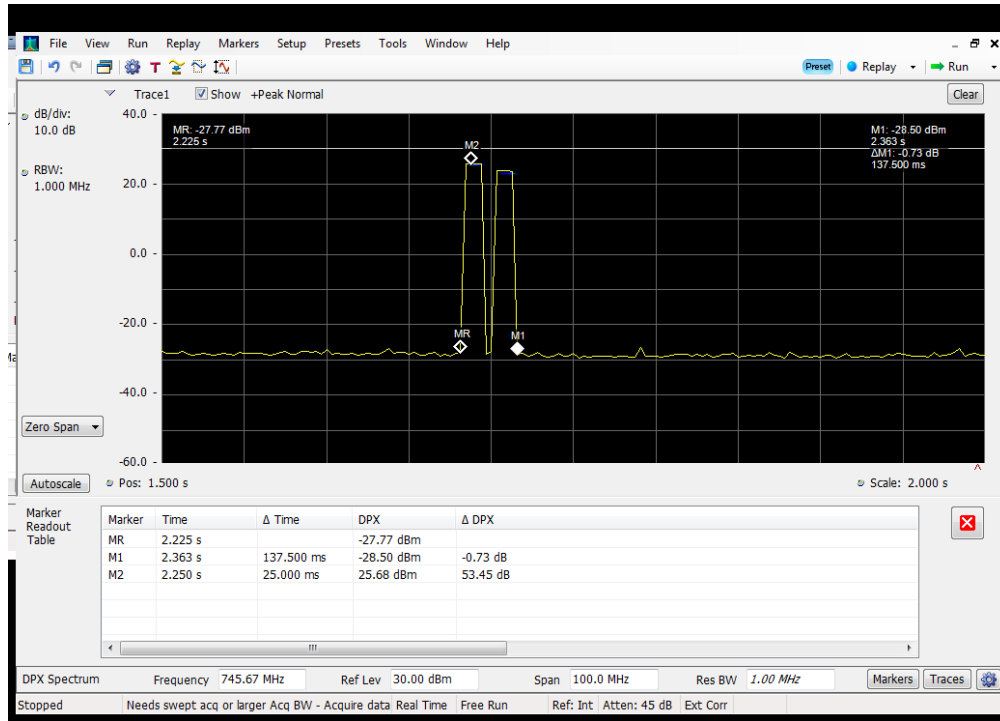 File View Run Replay Markers Setup Presets Tools Window Help
T Preset Replay Run
Trace1 Show +Peak Normal Clear
dB/div:
10.0 dB
RBW:
1.000 MHz
40.0
20.0
0.0
-20.0
-40.0
-60.0
MR: -27.77 dBm
2.225 s
M1: -28.50 dBm
2.363 s
ΔM1: -0.73 dB
137.500 ms
M2
MR
M1
Zero Span
Autoscale Pos: 1.500 s Scale: 2.000 s
Marker
Readout
Table
Marker Time Δ Time DPX Δ DPX
MR 2.225 s -27.77 dBm
M1 2.363 s 137.500 ms -28.50 dBm -0.73 dB
M2 2.250 s 25.000 ms 25.68 dBm 53.45 dB
DPX Spectrum Frequency 745.67 MHz Ref Lev 30.00 dBm Span 100.0 MHz Res BW 1.00 MHz Markers Traces
Stopped Needs swept acq or larger Acq BW - Acquire data Real Time Free Run Ref: Int Atten: 45 dB Ext Corr